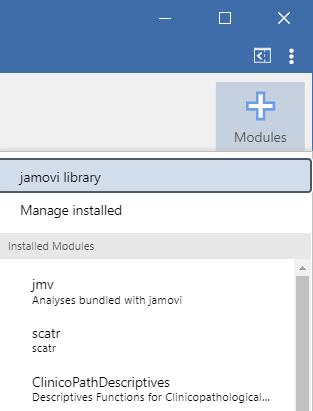 Modules
jamovi library
Manage installed
Installed Modules
jmv
Analyses bundled with jamovi
scatr
scatr
ClinicoPathDescriptives
Descriptives Functions for Clinicopathological...